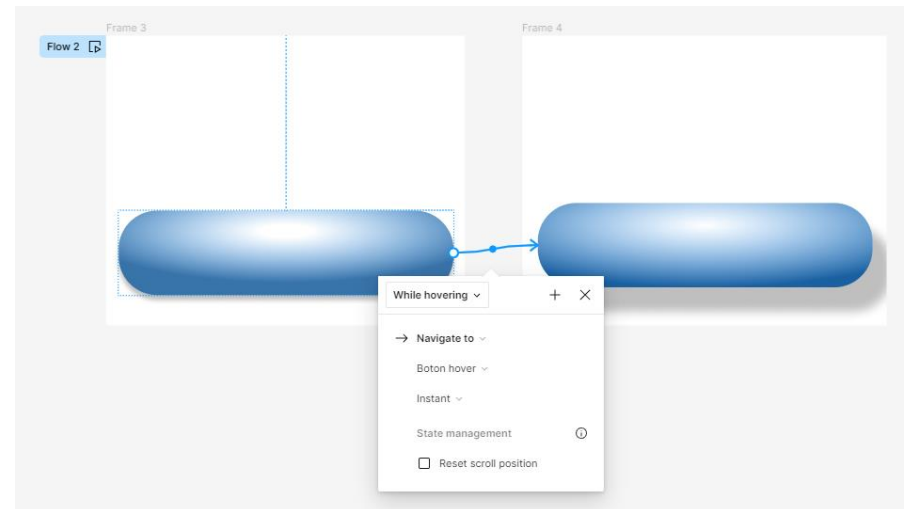 Frame 3
Frame 4
Flow 2
While hovering
Navigate to
Boton hover
Instant
State management
Reset scroll position